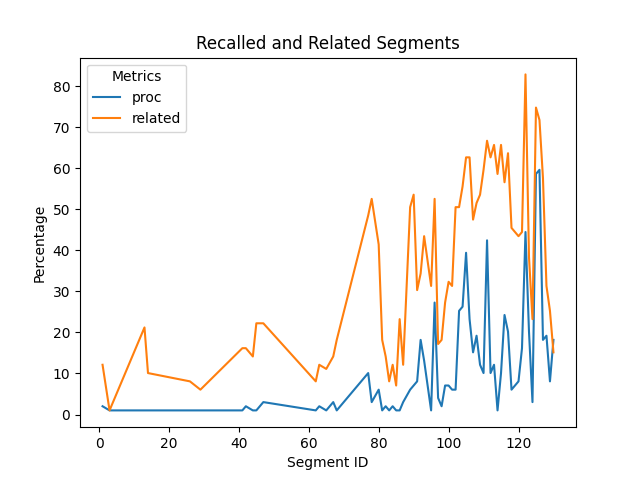 Recalled and Related Segments
Metrics
proc
related
Percentage
80
70
60
50
40
30
20
10
0
0 20 40 60 80 100 120
Segment ID